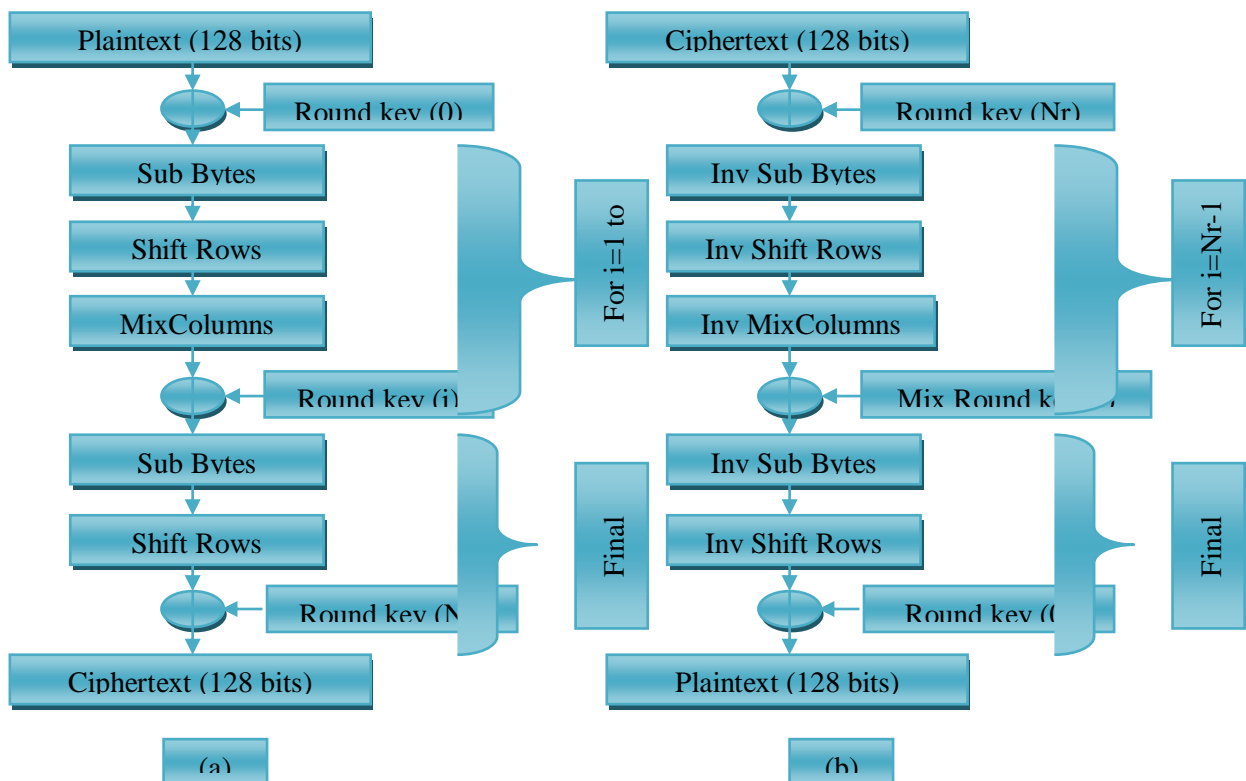 Plaintext (128 bits)
Round key (0)
Sub Bytes
Shift Rows
MixColumns
Round key (i)
For i=1 to
Sub Bytes
Shift Rows
Round key (N
Final
Ciphertext (128 bits)
(a)
Ciphertext (128 bits)
Round key (Nr)
Inv Sub Bytes
Inv Shift Rows
Inv MixColumns
Mix Round
For i=Nr-1
Inv Sub Bytes
Inv Shift Rows
Round key (0
Final
Plaintext (128 bits)
(b)